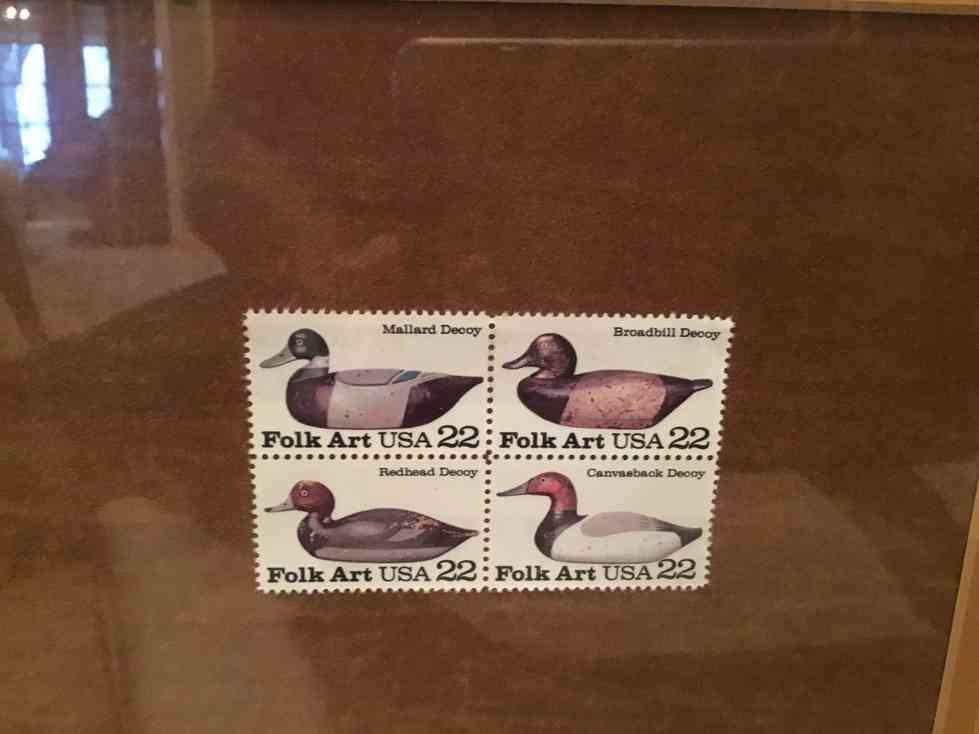 Mallard Decoy
Folk Art USA 22
Broadbill Decoy
Folk Art USA 22
Redhead Decoy
Folk Art USA 22
Canvasback Decoy
Folk Art USA 22